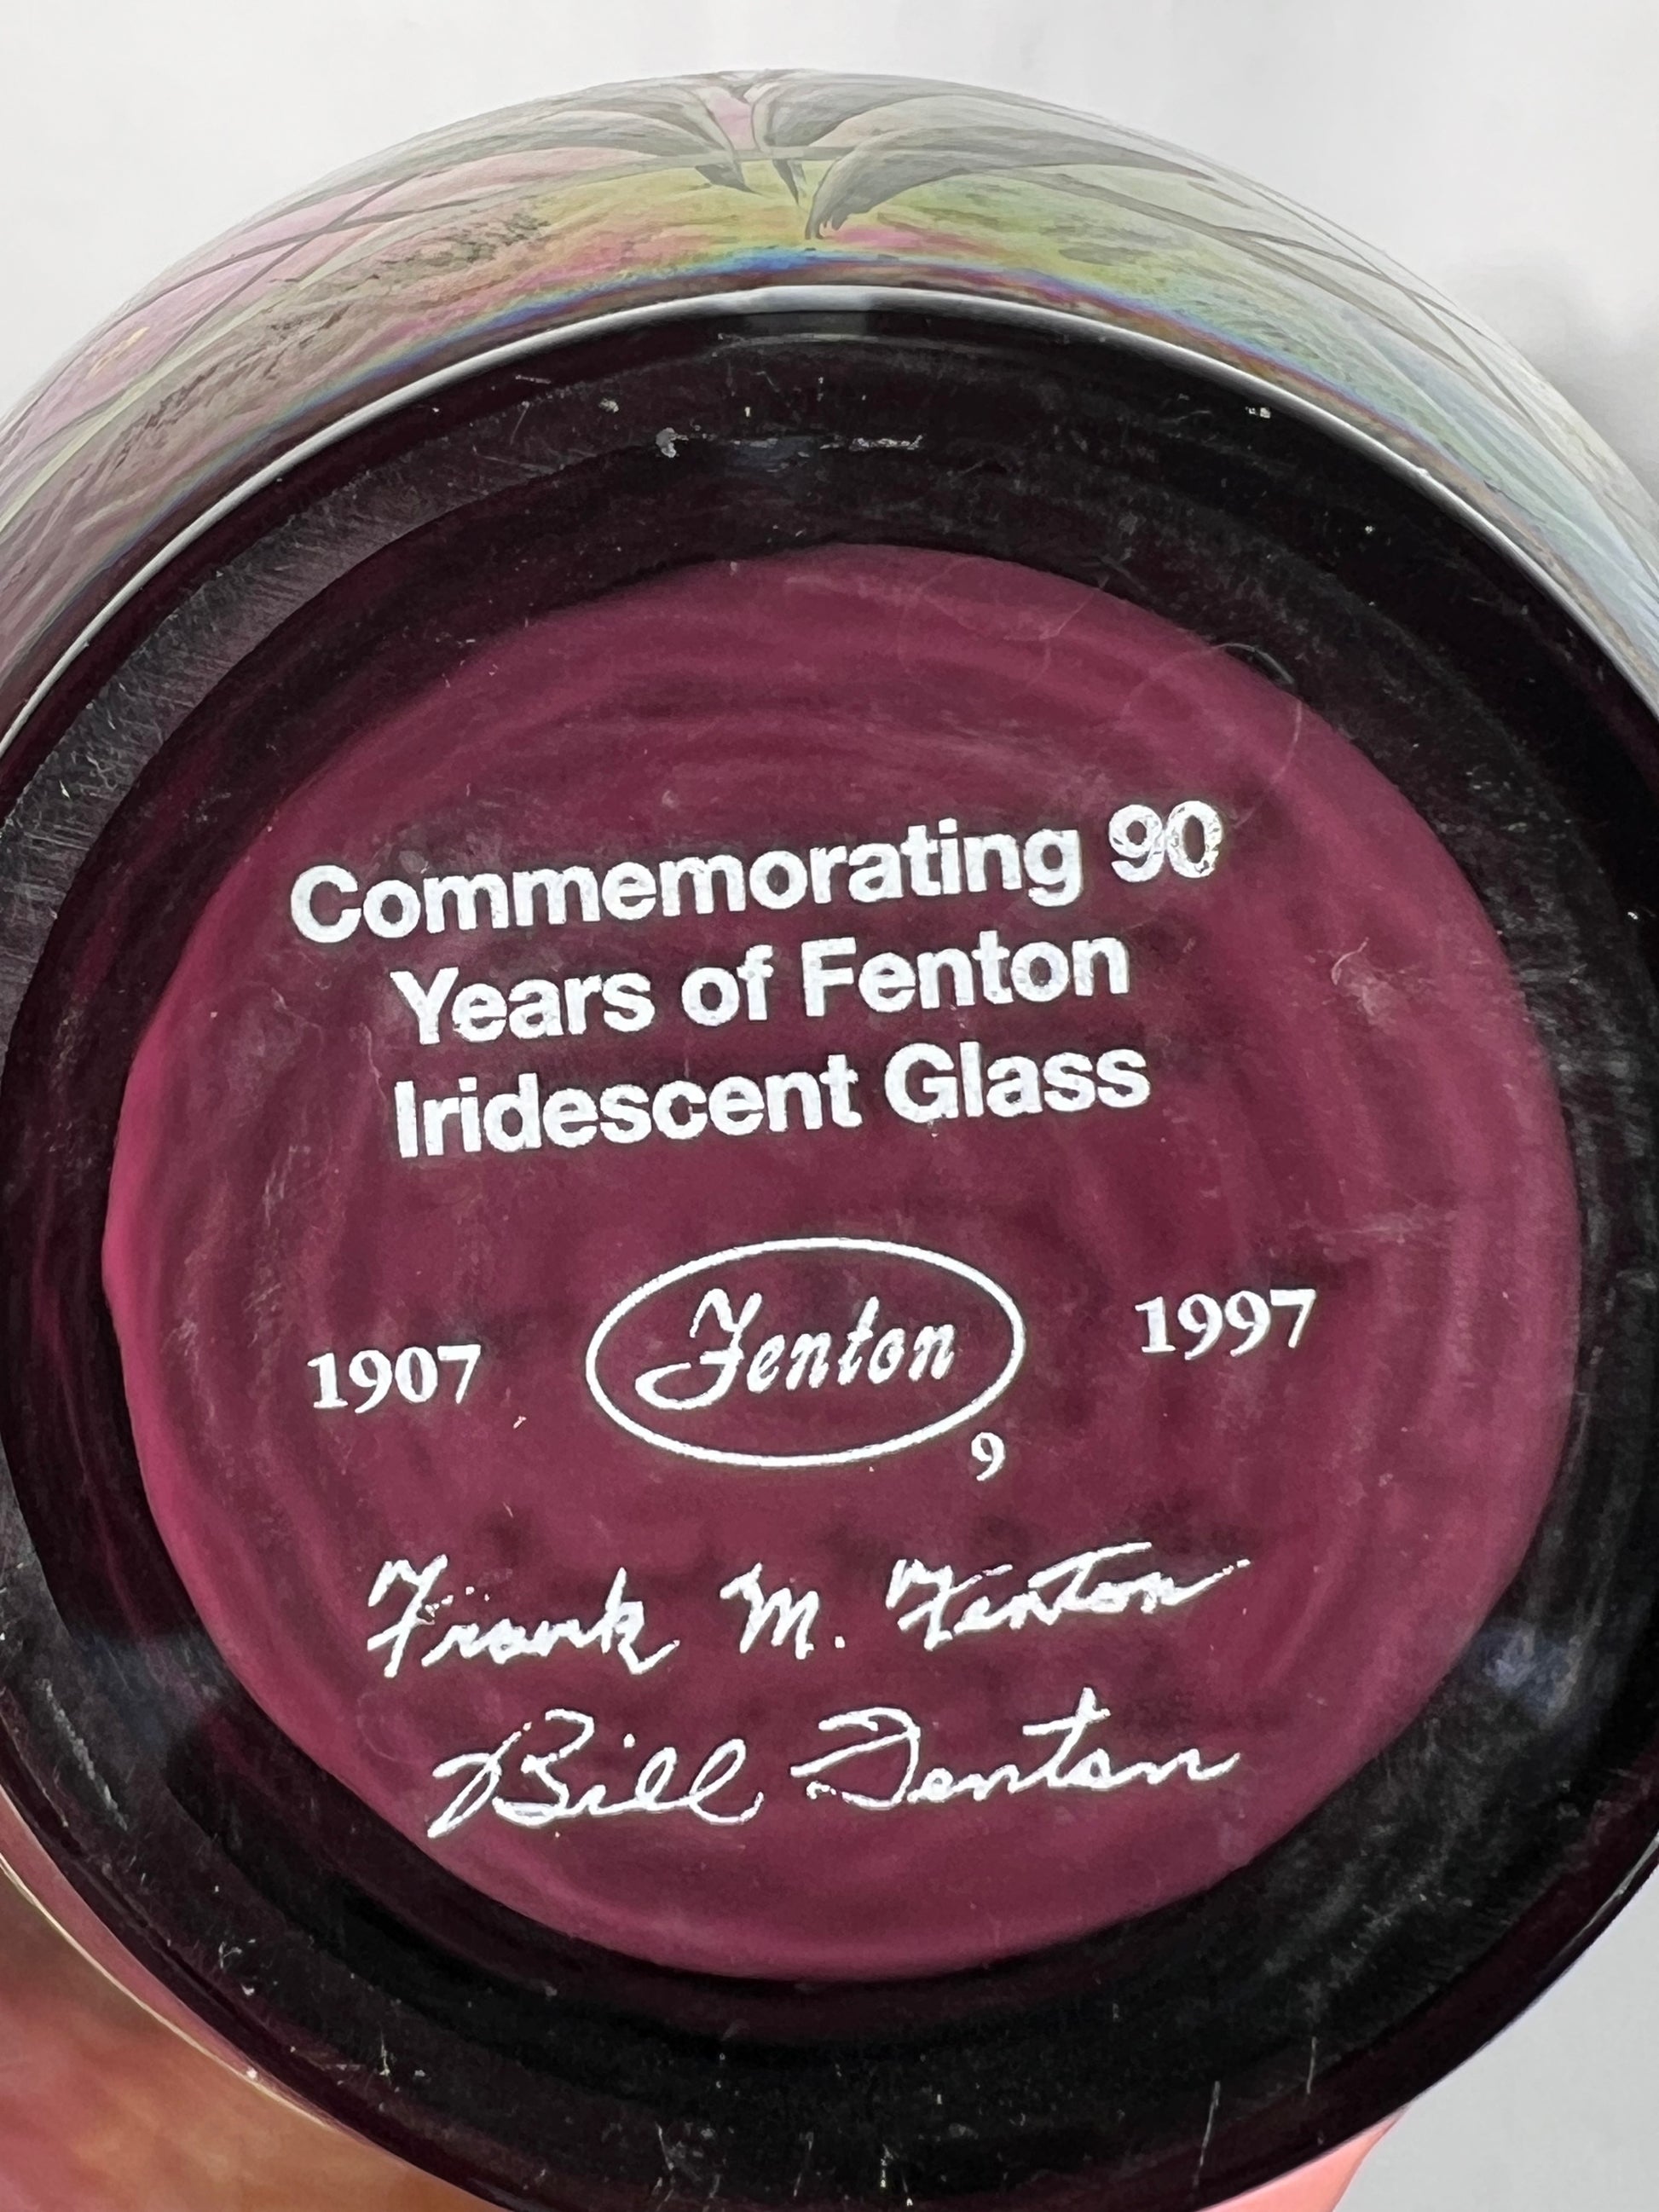 Commemorating 90
Years of Fenton
Iridescent Glass
1907 Fenton 1997
9
Frank M. Fenton
Bill Fenton